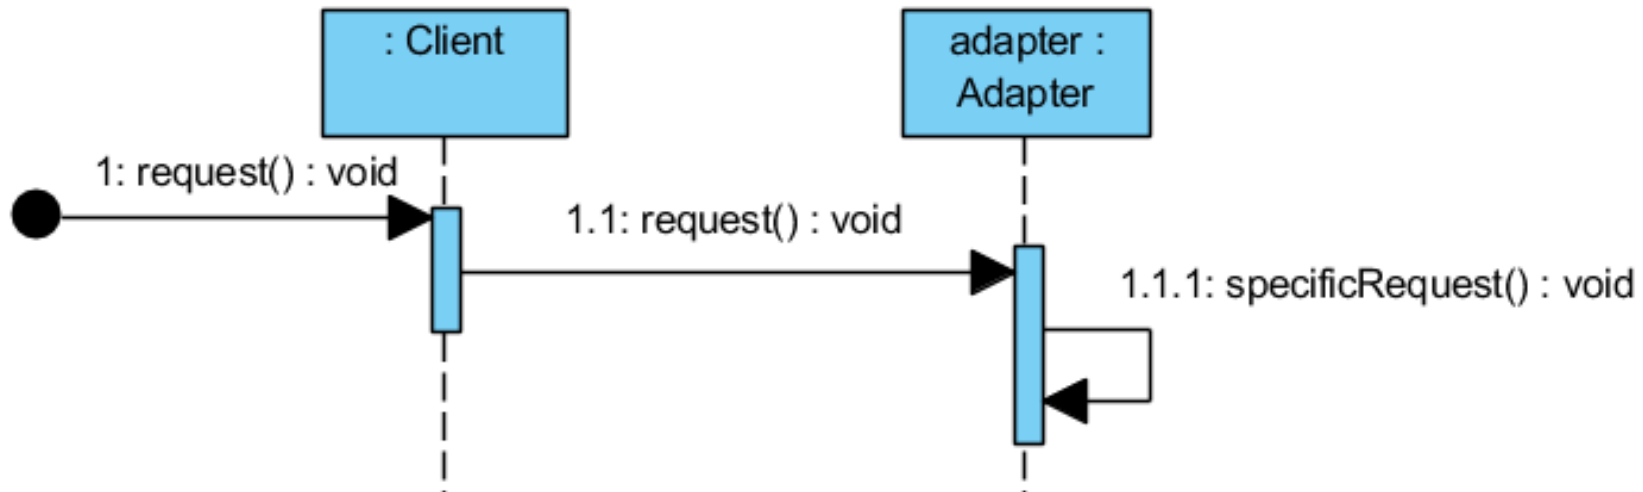 : Client
adapter :
Adapter
1: request() : void
1.1: request() : void
1.1.1: specificRequest() : void